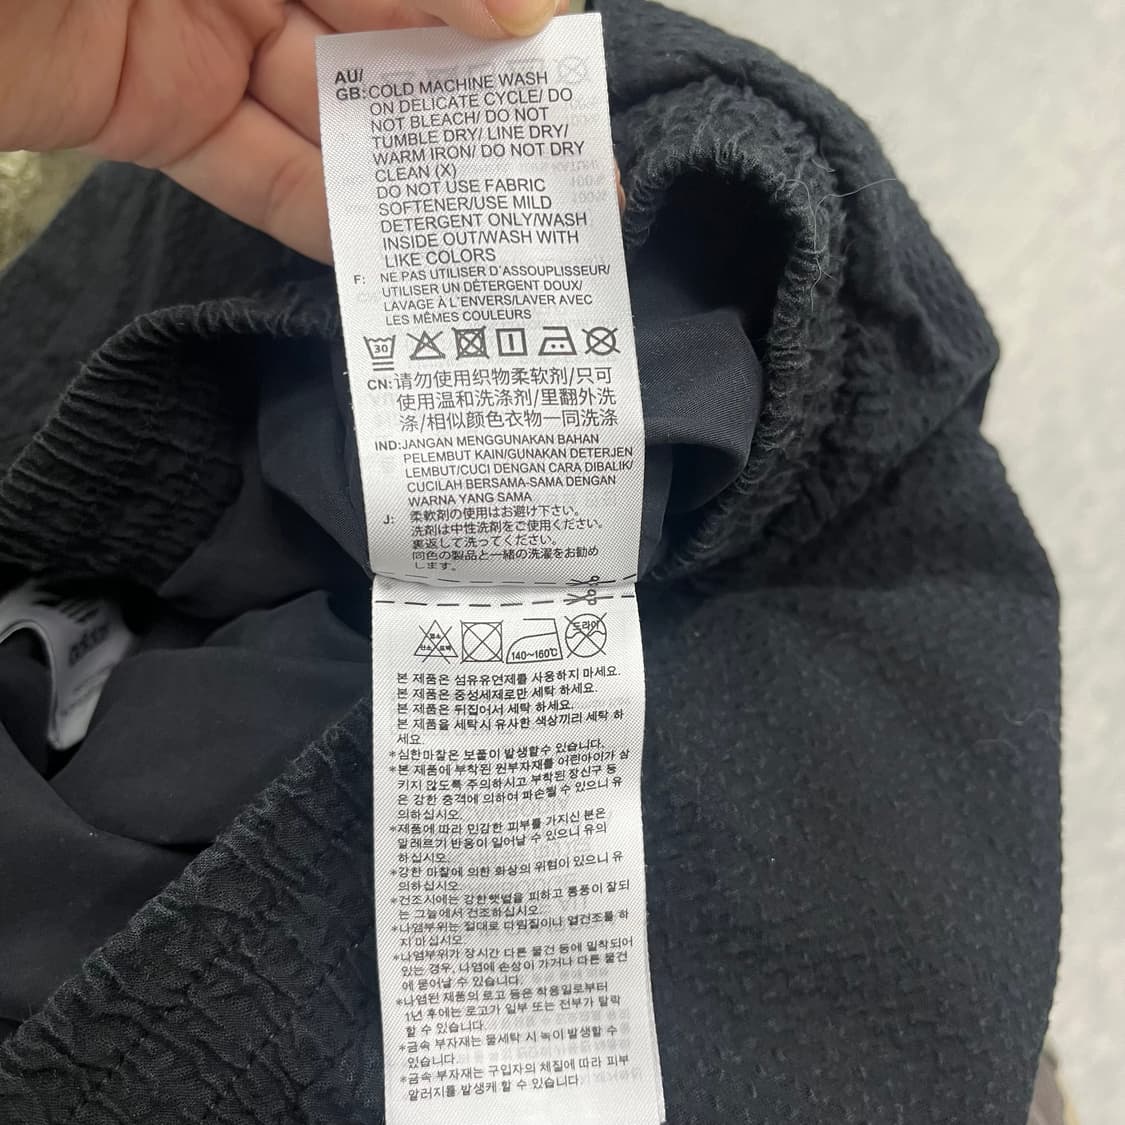 AU/
GB: COLD MACHINE WASH
ON DELICATE CYCLE/ DO
NOT BLEACH/ DO NOT
TUMBLE DRY/ LINE DRY/
WARM IRON/ DO NOT DRY
CLEAN (X)
DO NOT USE FABRIC
SOFTENER/USE MILD
DETERGENT ONLY/WASH
INSIDE OUT/WASH WITH
LIKE COLORS
F: NE PAS UTILISER D'ASSOUPLISSEUR/
UTILISER UN DÉTERGENT DOUX/
LAVAGE À L'ENVERS/LAVER AVEC
LES MÊMES COULEURS
30
CN: 请勿使用织物柔软剂/只可
使用温和洗涤剂/里翻外洗
涤/相似颜色衣物一同洗涤
IND: JANGAN MENGGUNAKAN BAHAN
PELEMBUT KAIN/GUNAKAN DETERJEN
LEMBUT/CUCI DENGAN CARA DIBALIK/
CUCILAH BERSAMA-SAMA DENGAN
WARNA YANG SAMA
J: 柔軟剤の使用はお避け下さい。
洗剤は中性洗剤をご使用ください。
裏返して洗ってください。
同色の製品と一緒の洗濯をお勧め
します。
140~160℃ 드라이
본 제품은 섬유유연제를 사용하지 마세요.
본 제품은 중성세제로만 세탁 하세요.
본 제품은 뒤집어서 세탁 하세요.
본 제품을 세탁시 유사한 색상끼리 세탁 하
세요
*심한마찰은 보풀이 발생할수 있습니다.
*본 제품에 부착된 원부자재를 어린아이가 삼
키지 않도록 주의하시고 부착된 장신구 등
은 강한 충격에 의하여 파손될 수 있으니 유
의하십시오.
*제품에 따라 민감한 피부를 가지신 분은
알레르기 반응이 일어날 수 있으니 유의
하십시오.
*강한 마찰에 의한 화상의 위험이 있으니 유
의하십시오.
*건조시에는 강한햇볕을 피하고 통풍이 잘되
는 그늘에서 건조하십시오.
*나염부위는 절대로 다림질이나 열건조를 하
지 마십시오
*나염부위가 장시간 다른 물건 등에 밀착되어
있는 경우, 나염에 손상이 가거나 다른 물건
에 묻어날 수 있습니다.
*나염된 제품의 로고 등은 착용일로부터
1년 후에는 로고가 일부 또는 전부가 탈락
할 수 있습니다.
*금속 부자재는 물세탁 시 녹이 발생할 수
있습니다.
*금속 부자재는 구입자의 체질에 따라 피부
알러지를 발생케 할 수 있습니다.